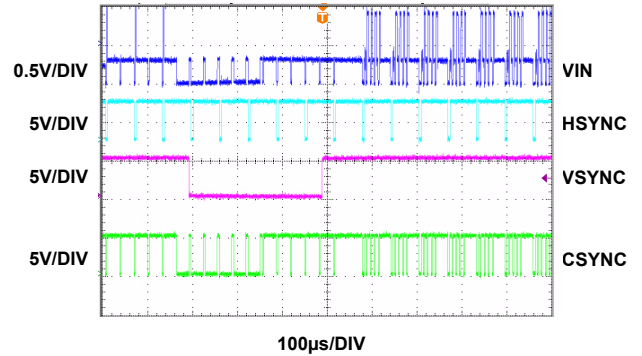 T
0.5V/DIV VIN
5V/DIV HSYNC
5V/DIV VSYNC
5V/DIV CSYNC
100µs/DIV